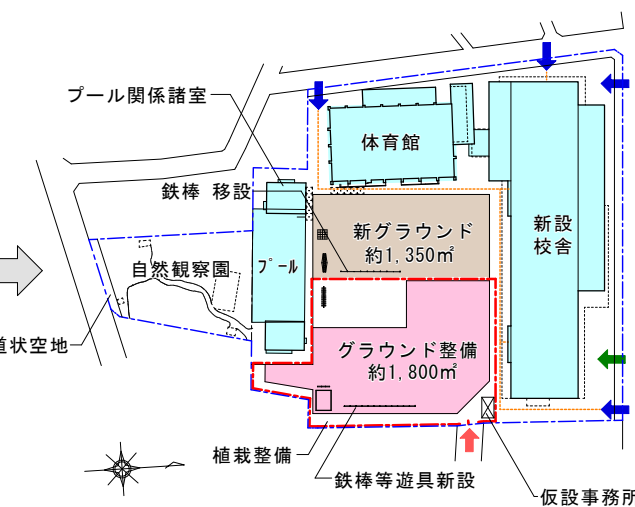 プール関係諸室
体育館
鉄棒 移設
新グラウンド
約1,350㎡
新設
校舎
自然観察園
プール
道状空地
グラウンド整備
約1,800㎡
植栽整備
鉄棒等遊具新設
仮設事務所